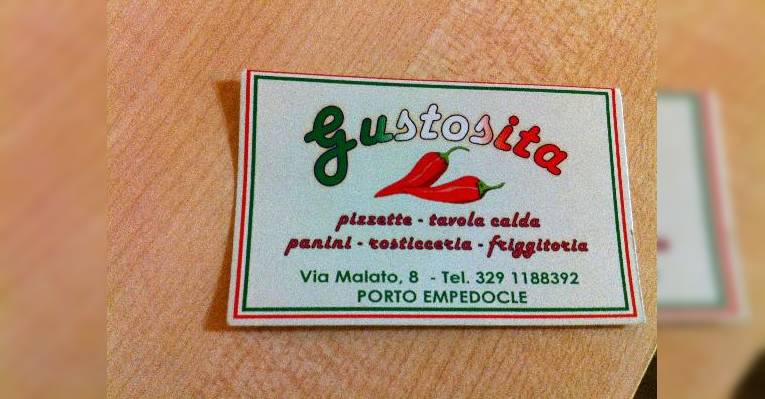 Gustosita
pizzette - tavola calda
panini - rosticceria - friggitoria
Via Malato, 8 - Tel. 329 1188392
PORTO EMPEDOCLE